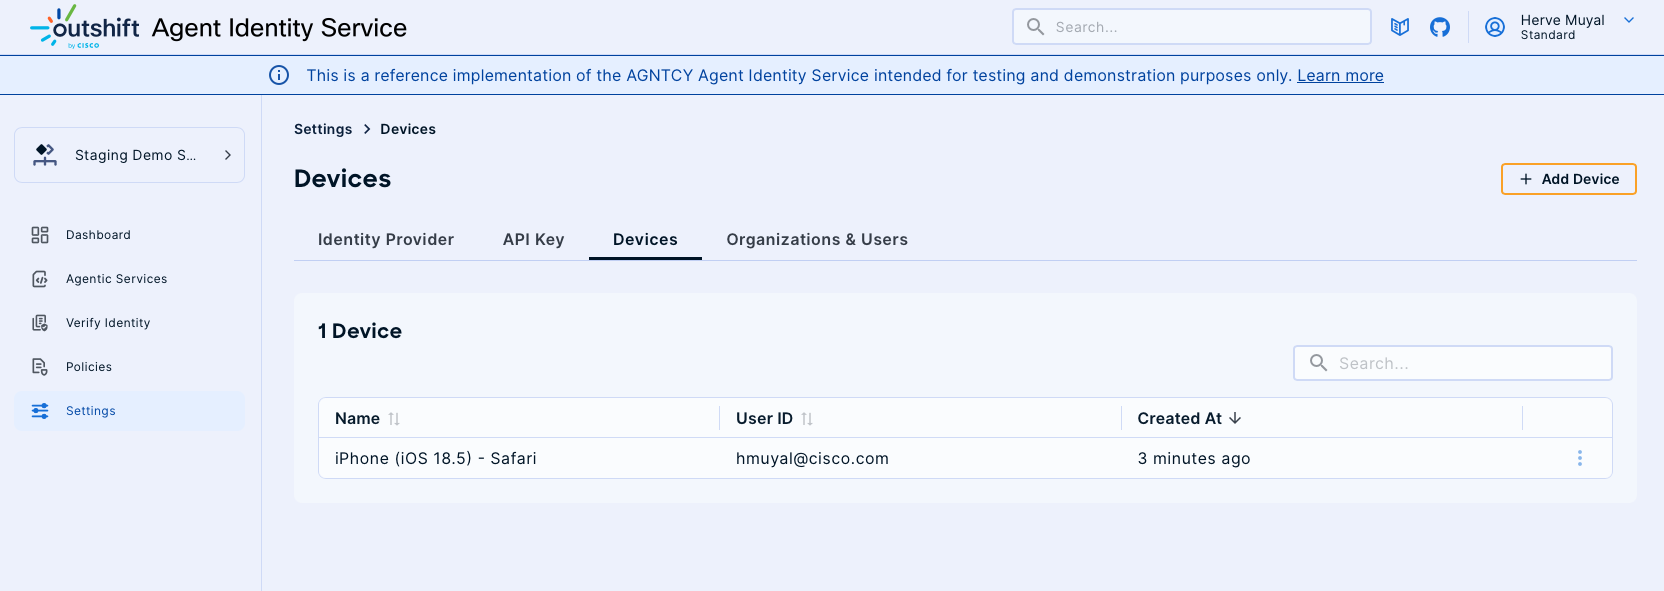 outshift
by CISCO
Agent Identity Service
Search...
Herve Muyal
Standard
This is a reference implementation of the AGNTCY Agent Identity Service intended for testing and demonstration purposes only. Learn more
Staging Demo S...
Dashboard
Agentic Services
Verify Identity
Policies
Settings
Settings > Devices
Devices
+ Add Device
Identity Provider API Key Devices Organizations & Users
1 Device
Search...
Name User ID Created At
iPhone (iOS 18.5) - Safari hmuyal@cisco.com 3 minutes ago